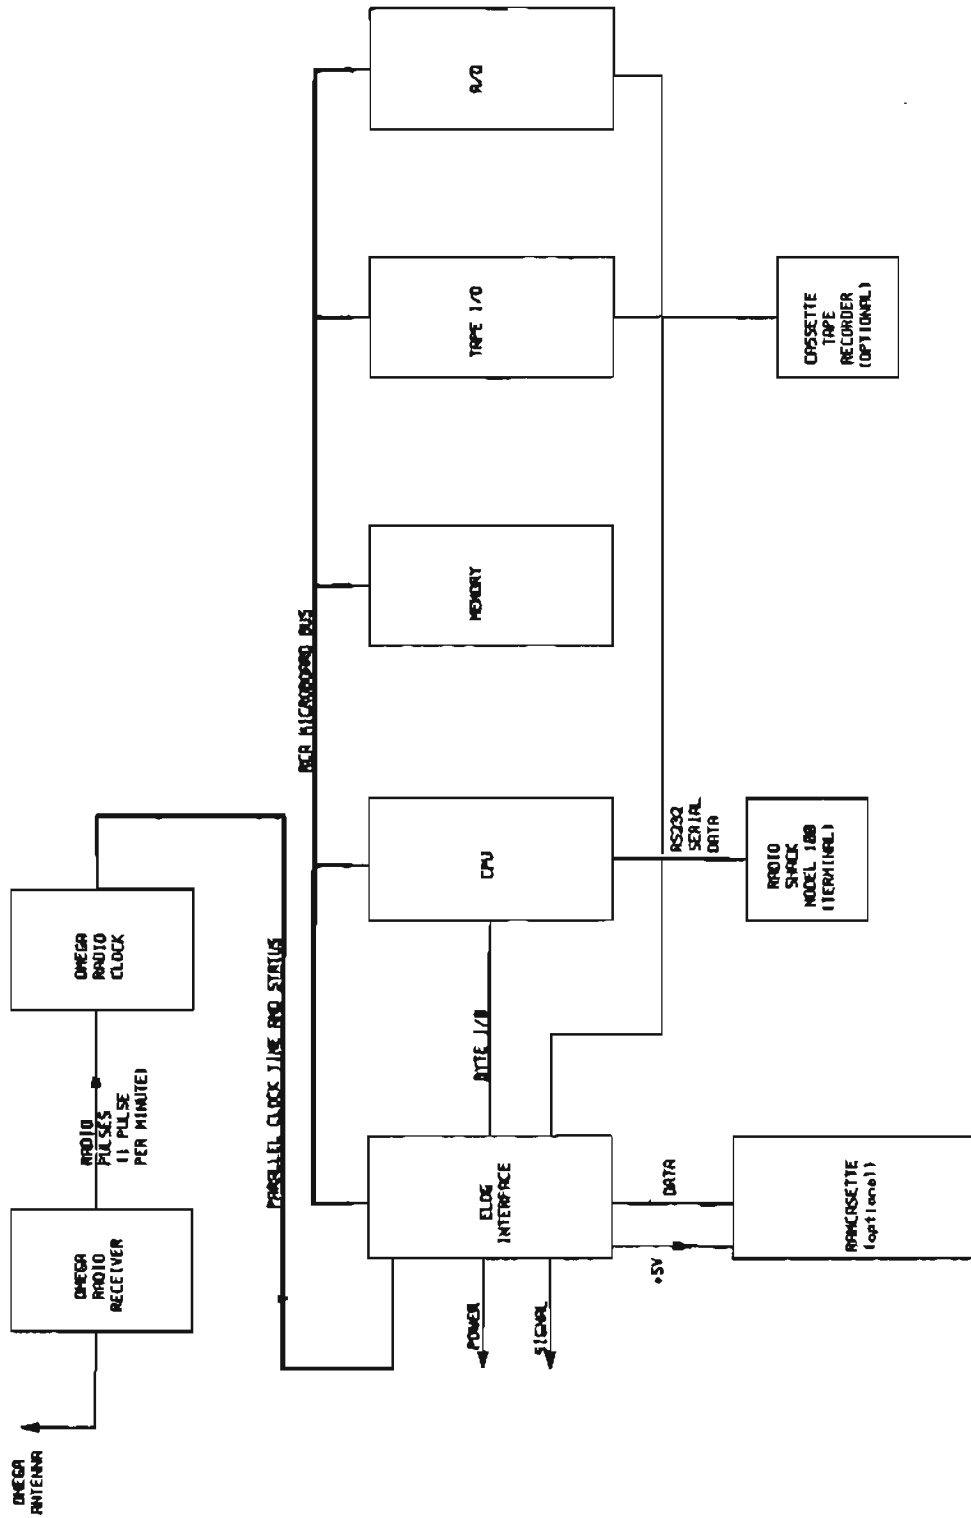 OMEGA
ANTENNA
OMEGA
RADIO
RECEIVER
RADIO
PULSES
(1 PULSE
PER MINUTE)
OMEGA
RADIO
CLOCK
PARALLEL CLOCK TIME AND STATUS
RCA MICROBOARD BUS
POWER
SIGNAL
ELOG
INTERFACE
BYTE I/O
CPU
MEMORY
TAPE I/O
A/D
+5V
DATA
RS232
SERIAL
DATA
RAMCASETTE
(optional)
RADIO
SHACK
MODEL 100
(TERMINAL)
CASSETTE
TAPE
RECORDER
(OPTIONAL)